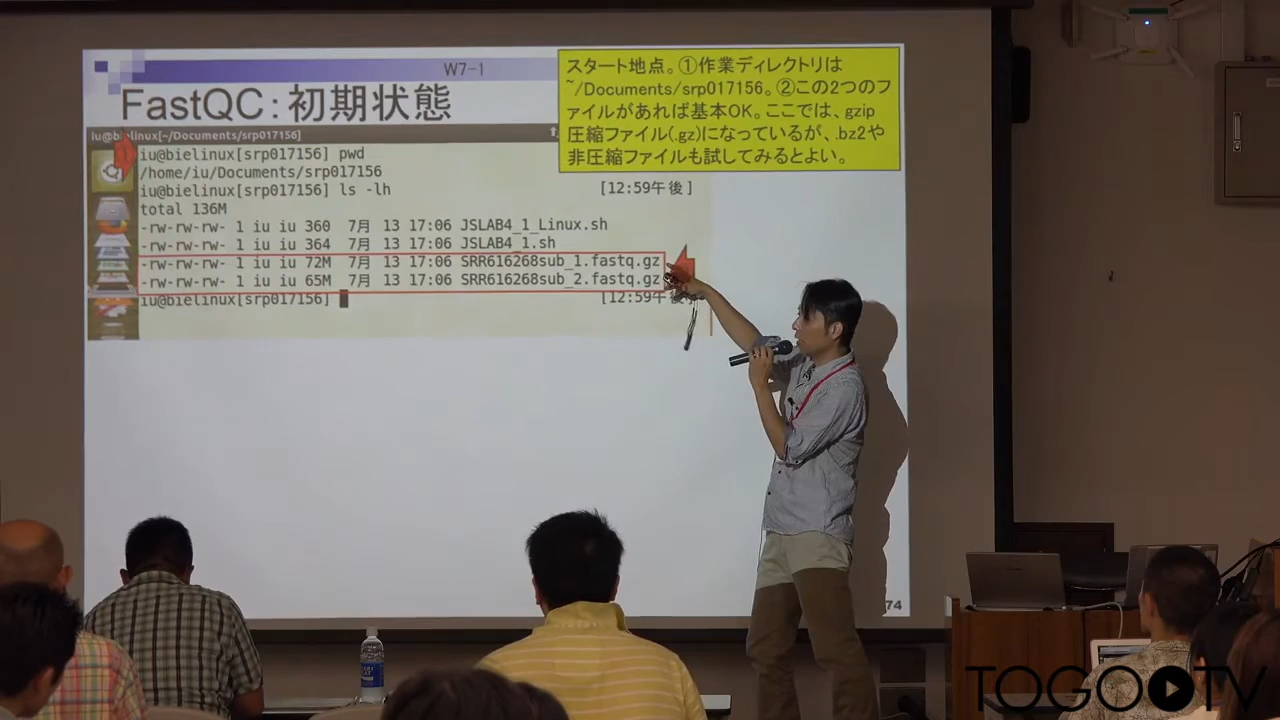 W7-1
FastQC：初期状態
スタート地点。①作業ディレクトリは
~/Documents/srp017156。②この2つのフ
ァイルがあれば基本OK。ここでは、gzip
圧縮ファイル(.gz)になっているが、.bz2や
非圧縮ファイルも試してみるとよい。
iu@bielinux[~/Documents/srp017156]
iu@bielinux[srp017156] pwd
/home/iu/Documents/srp017156
iu@bielinux[srp017156] ls -lh [12:59午後]
total 136M
-rw-rw-rw- 1 iu iu 360 7月 13 17:06 JSLAB4_1_Linux.sh
-rw-rw-rw- 1 iu iu 364 7月 13 17:06 JSLAB4_1.sh
-rw-rw-rw- 1 iu iu 72M 7月 13 17:06 SRR616268sub_1.fastq.gz
-rw-rw-rw- 1 iu iu 65M 7月 13 17:06 SRR616268sub_2.fastq.gz
iu@bielinux[srp017156] [12:59午後]
74
TOGOTV